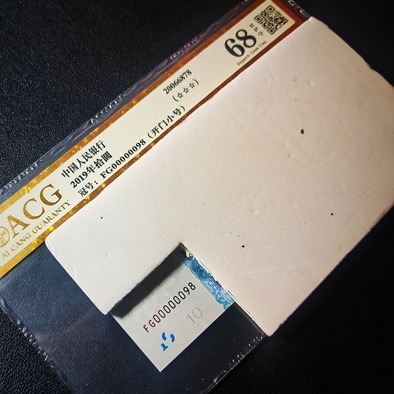 ACG
AI CANG GUARANTY
中国人民银行
2019年拾圆
冠号：FG00000098（开门小号）
20066878
(☆☆☆)
68
FG00000098
10